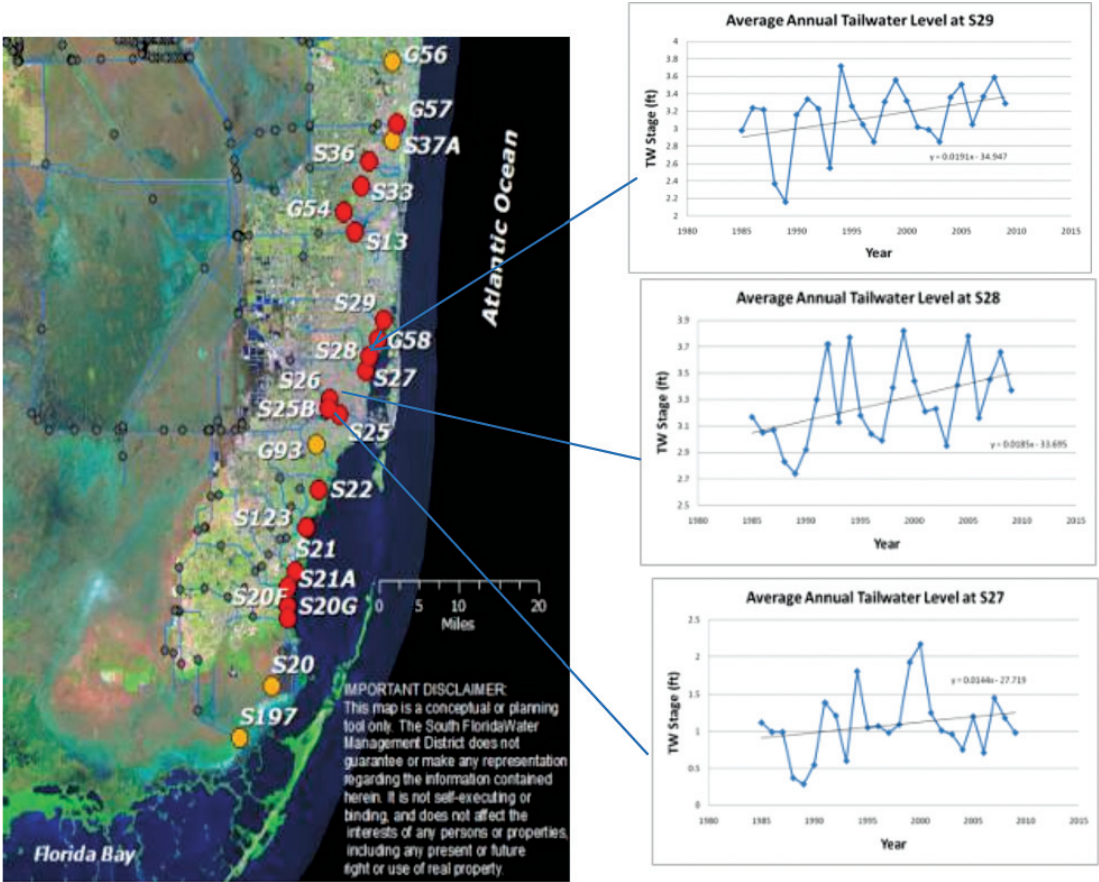 G56
G57
S37A
S36
S33
G54
S13
Atlantic Ocean
S29
G58
S28
S27
S26
S25B
S25
G93
S22
S123
S21
S21A
S20F
S20G
0 5 10 20
Miles
S20
S197
IMPORTANT DISCLAIMER:
This map is a conceptual or planning
tool only. The South FloridaWater
Management District does not
guarantee or make any representation
regarding the information contained
herein. It is not self-executing or
binding, and does not affect the
interests of any persons or properties,
including any present or future
right or use of real property.
Florida Bay
Average Annual Tailwater Level at S29
TW Stage (ft)
4
3.8
3.6
3.4
3.2
3
2.8
2.6
2.4
2.2
2
y = 0.0191x - 34.947
1980 1985 1990 1995 2000 2005 2010 2015
Year
Average Annual Tailwater Level at S28
TW Stage (ft)
3.9
3.7
3.5
3.3
3.1
2.9
2.7
2.5
y = 0.0185x - 33.695
1980 1985 1990 1995 2000 2005 2010 2015
Year
Average Annual Tailwater Level at S27
TW Stage (ft)
2.5
2
1.5
1
0.5
0
y = 0.0144x - 27.719
1980 1985 1990 1995 2000 2005 2010 2015
Year